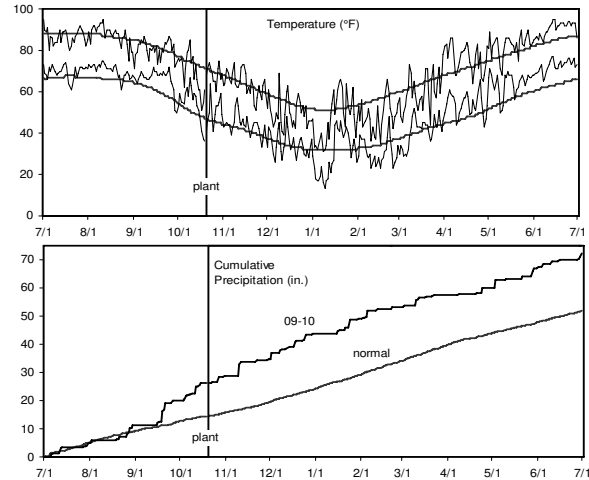 Temperature (°F)
100
80
60
40
20
0
plant
7/1 8/1 9/1 10/1 11/1 12/1 1/1 2/1 3/1 4/1 5/1 6/1 7/1
Cumulative
Precipitation (in.)
70
60
50
40
30
20
10
0
09-10
normal
plant
7/1 8/1 9/1 10/1 11/1 12/1 1/1 2/1 3/1 4/1 5/1 6/1 7/1